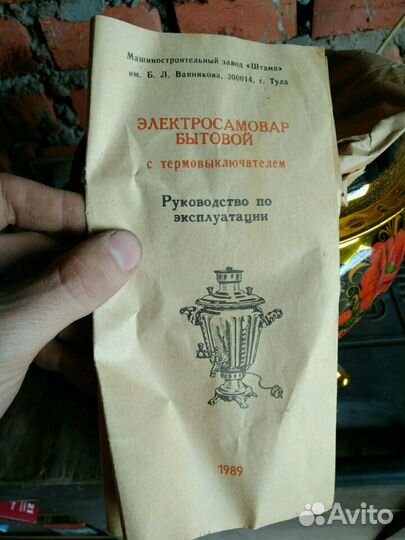 Машиностроительный завод «Штамп»
им. Б. Л. Ванникова, 300014, г. Тула
ЭЛЕКТРОСАМОВАР
БЫТОВОЙ
с термовыключателем
Руководство по
эксплуатации
1989
Avito